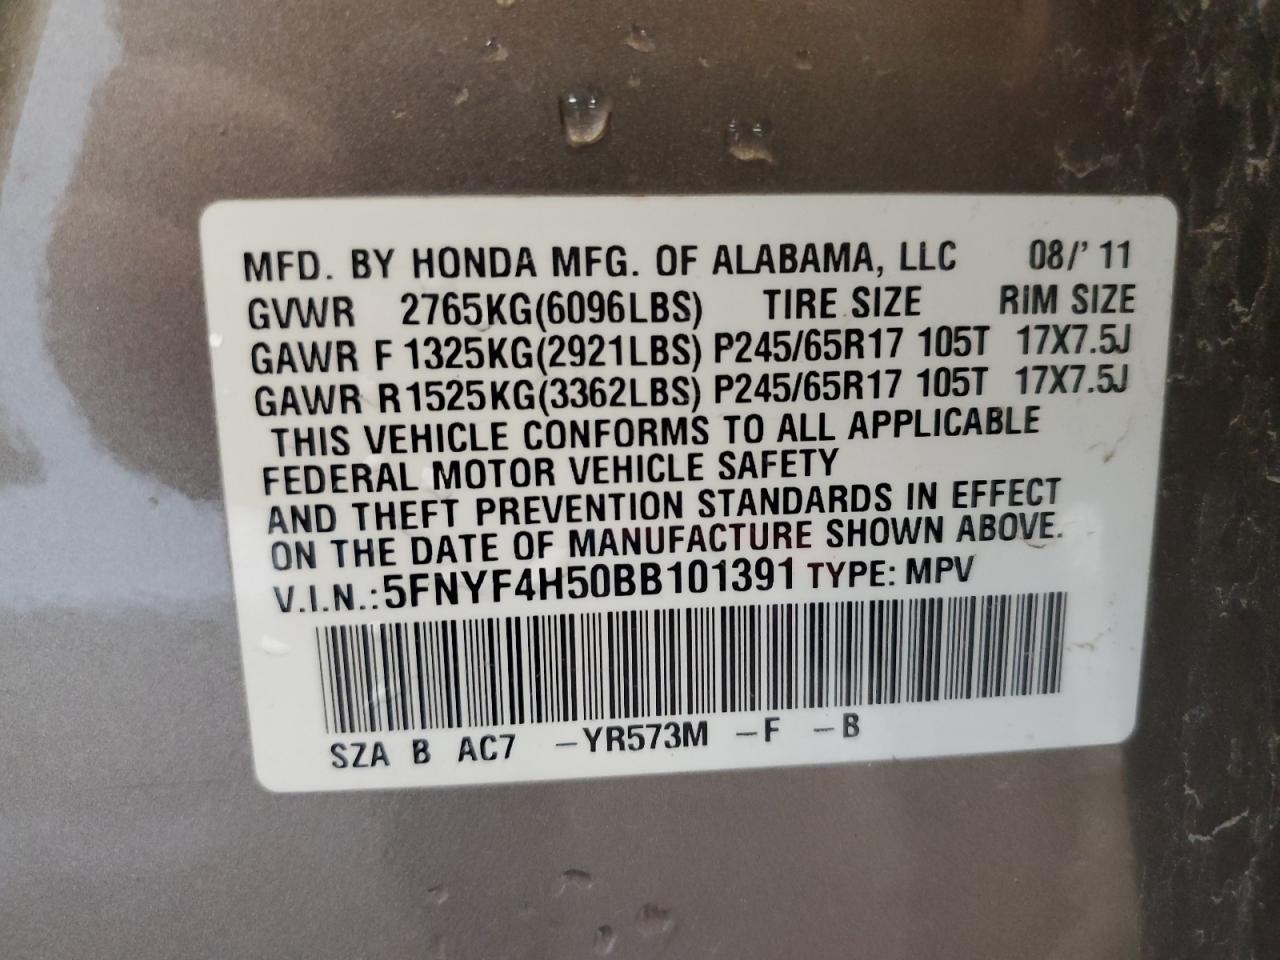 MFD. BY HONDA MFG. OF ALABAMA, LLC 08/' 11
GVWR 2765KG(6096LBS) TIRE SIZE RIM SIZE
GAWR F 1325KG(2921LBS) P245/65R17 105T 17X7.5J
GAWR R1525KG(3362LBS) P245/65R17 105T 17X7.5J
THIS VEHICLE CONFORMS TO ALL APPLICABLE
FEDERAL MOTOR VEHICLE SAFETY
AND THEFT PREVENTION STANDARDS IN EFFECT
ON THE DATE OF MANUFACTURE SHOWN ABOVE.
V.I.N.: 5FNYF4H50BB101391 TYPE: MPV
SZA B AC7 –YR573M –F –B